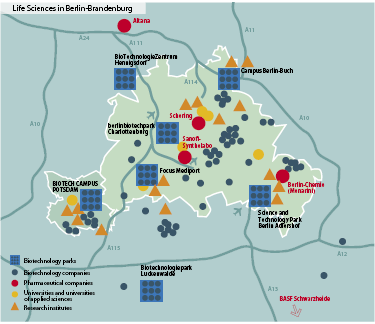 Life Sciences in Berlin-Brandenburg
Altana
A24
A111
A11
BioTechnologieZentrum
Hennigsdorf
A114
Campus Berlin-Buch
A10
A10
Schering
berlinbiotechpark
Charlottenburg
Sanofi-
Synthelabo
Focus Mediport
BIOTECH CAMPUS
POTSDAM
Berlin-Chemie
(Menarini)
Science and
Technology Park
Berlin Adlershof
A115
A12
Biotechnologiepark
Luckenwalde
A13
BASF Schwarzheide
Biotechnology parks
Biotechnology companies
Pharmaceutical companies
Universities and universities
of applied sciences
Research institutes